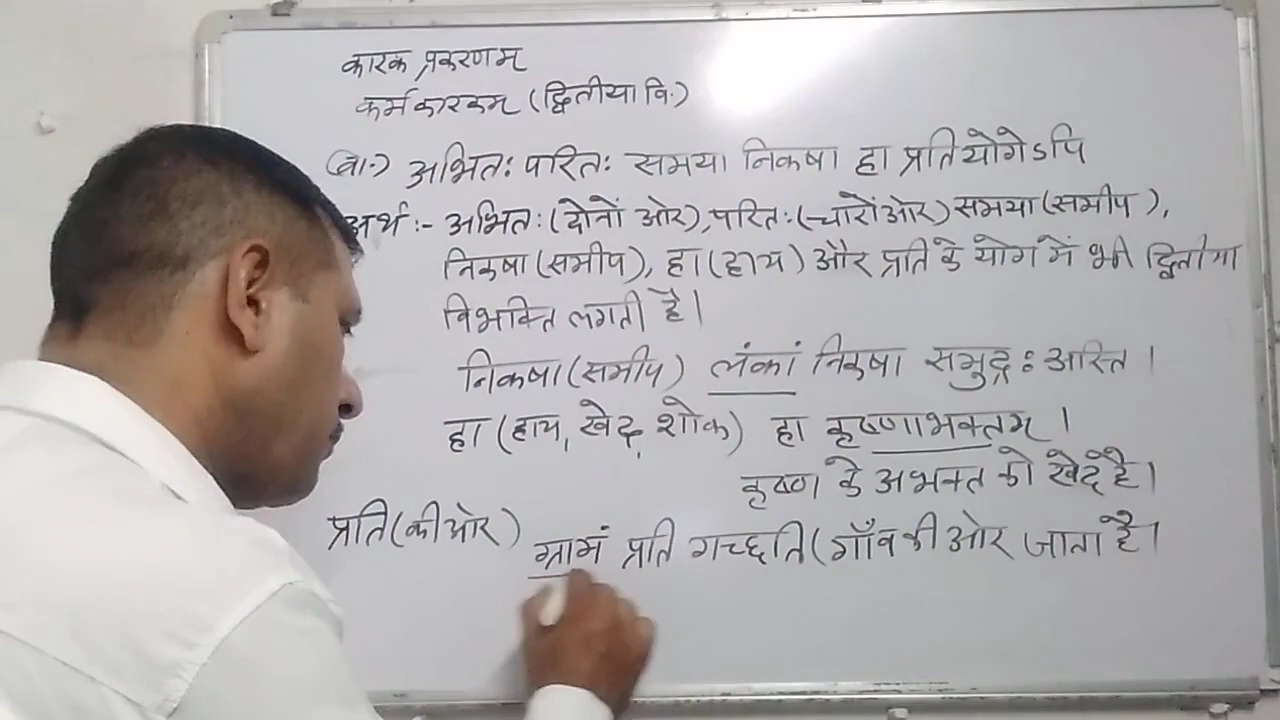 कारक प्रकरणम्
कर्मकारकम् (द्वितीया वि.)
(वा.) अभितः परितः समया निकषा हा प्रतियोगेऽपि
अर्थः- अभितः (दोनों ओर), परितः (चारों ओर) समया (समीप),
निकषा (समीप), हा (हाय) और प्रति के योग में भी द्वितीया
विभक्ति लगती है।
निकषा (समीप) लंकां निकषा समुद्रः अस्ति।
हा (हाय, खेद, शोक) हा कृष्णाभक्तम्।
कृष्ण के अभक्त को खेद है।
प्रति (की ओर) ग्रामं प्रति गच्छति (गाँव की ओर जाता है।